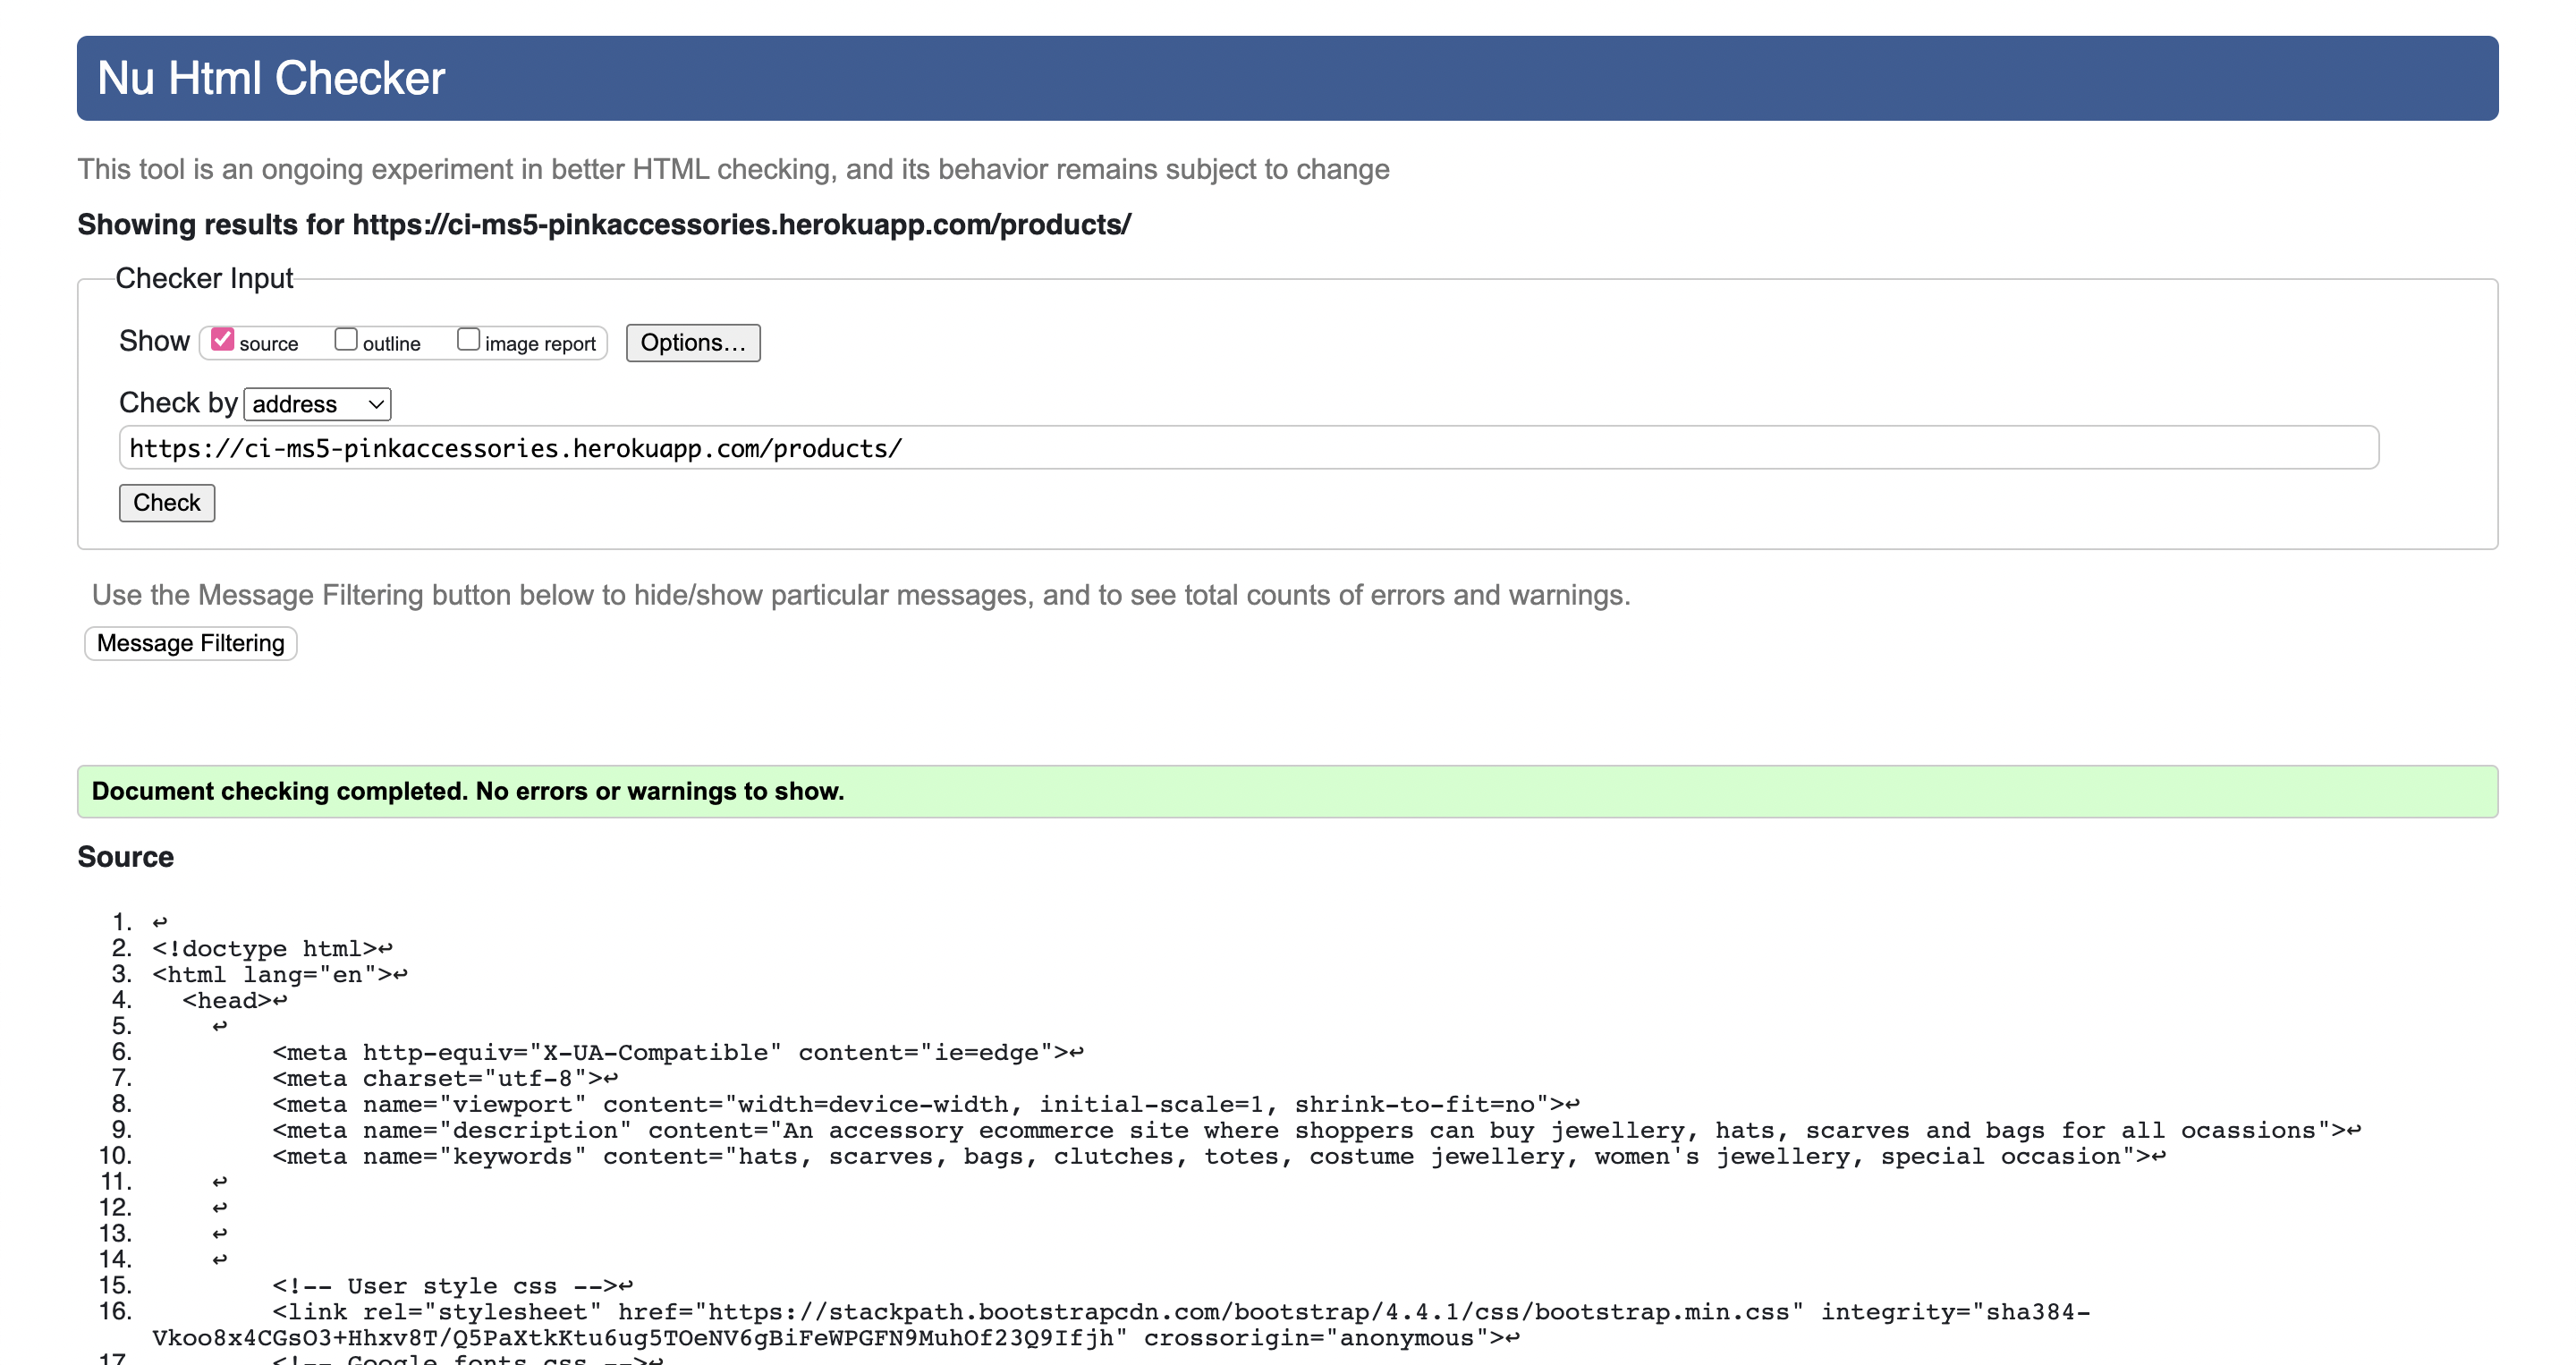 Nu Html Checker
This tool is an ongoing experiment in better HTML checking, and its behavior remains subject to change
Showing results for https://ci-ms5-pinkaccessories.herokuapp.com/products/
Checker Input
Show source outline image report Options…
Check by address
https://ci-ms5-pinkaccessories.herokuapp.com/products/
Check
Use the Message Filtering button below to hide/show particular messages, and to see total counts of errors and warnings.
Message Filtering
Document checking completed. No errors or warnings to show.
Source
1. ↩
2. <!doctype html>↩
3. <html lang="en">↩
4. <head>↩
5. ↩
6. <meta http-equiv="X-UA-Compatible" content="ie=edge">↩
7. <meta charset="utf-8">↩
8. <meta name="viewport" content="width=device-width, initial-scale=1, shrink-to-fit=no">↩
9. <meta name="description" content="An accessory ecommerce site where shoppers can buy jewellery, hats, scarves and bags for all ocassions">↩
10. <meta name="keywords" content="hats, scarves, bags, clutches, totes, costume jewellery, women's jewellery, special occasion">↩
11. ↩
12. ↩
13. ↩
14. ↩
15. <!-- User style css -->↩
16. <link rel="stylesheet" href="https://stackpath.bootstrapcdn.com/bootstrap/4.4.1/css/bootstrap.min.css" integrity="sha384-
Vkoo8x4CGsO3+Hhxv8T/Q5PaXtkKtu6ug5TOeNV6gBiFeWPGFN9MuhOf23Q9Ifjh" crossorigin="anonymous">↩
17. <!-- Google fonts css -->↩